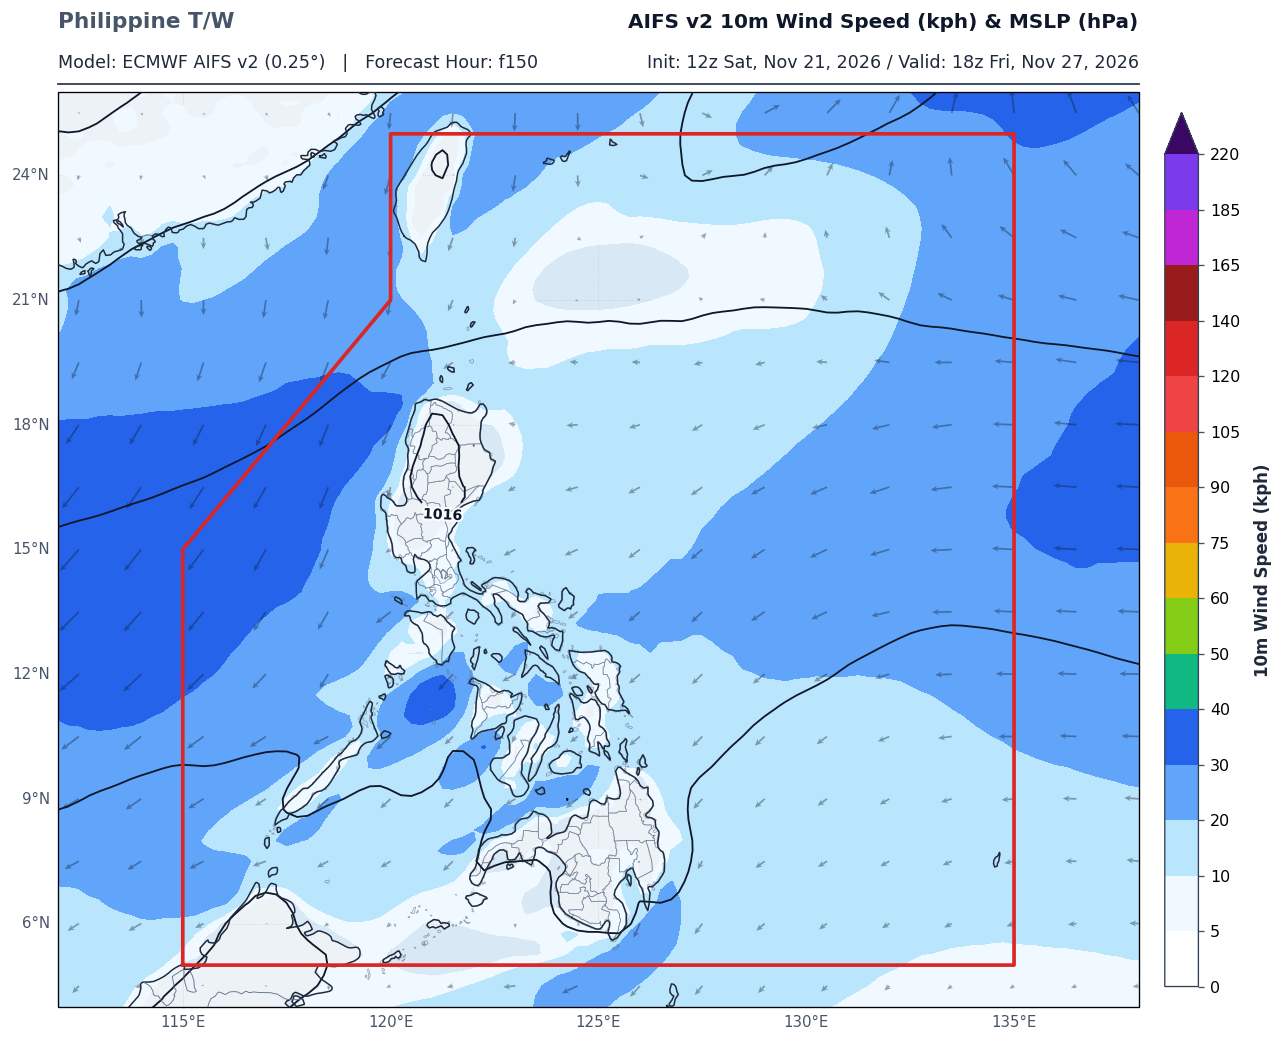 Philippine T/W
AIFS v2 10m Wind Speed (kph) & MSLP (hPa)
Model: ECMWF AIFS v2 (0.25°) | Forecast Hour: f150
Init: 12z Sat, Nov 21, 2026 / Valid: 18z Fri, Nov 27, 2026
24°N
21°N
18°N
15°N
12°N
9°N
6°N
1016
115°E
120°E
125°E
130°E
135°E
220
185
165
140
120
105
90
75
60
50
40
30
20
10
5
0
10m Wind Speed (kph)